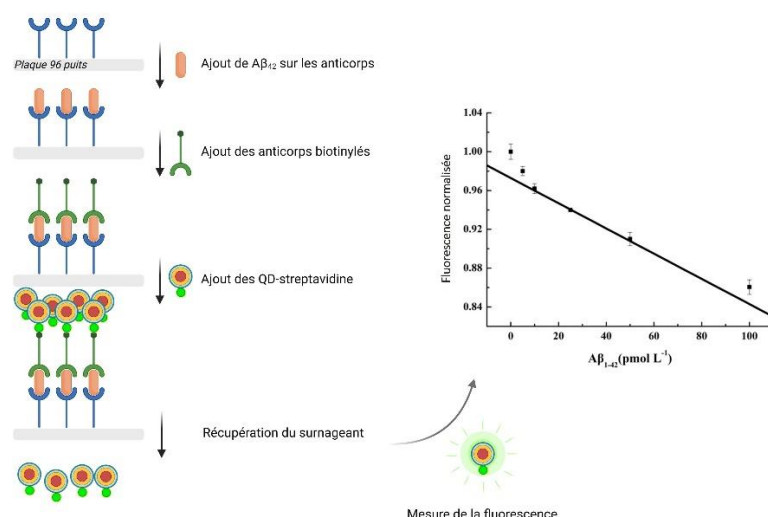 Plaque 96 puits
Ajout de Aβ₄₂ sur les anticorps
Ajout des anticorps biotinylés
Ajout des QD-streptavidine
Récupération du surnageant
Mesure de la fluorescence
Fluorescence normalisée
1.04
1.00
0.96
0.92
0.88
0.84
0 20 40 60 80 100
Aβ₁₋₄₂(pmol L⁻¹)